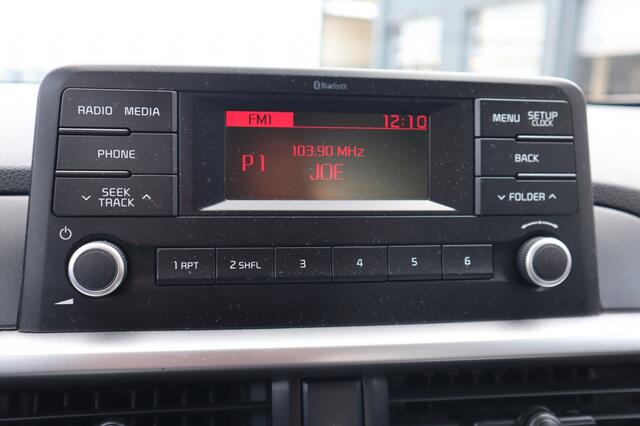 Bluetooth
RADIO MEDIA
PHONE
SEEK
TRACK
FM1 12:10
103.90 MHz
P1 JOE
MENU SETUP
CLOCK
BACK
FOLDER
1 RPT 2 SHFL 3 4 5 6